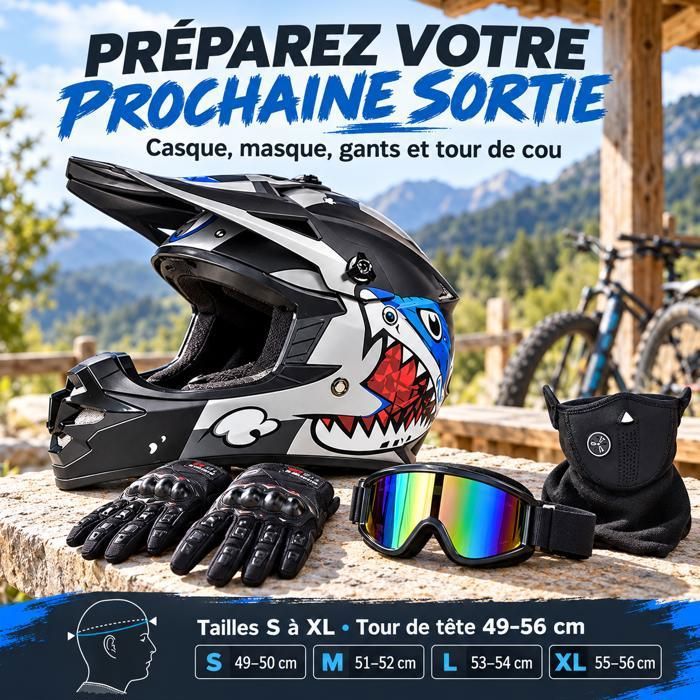 PRÉPAREZ VOTRE
PROCHAINE SORTIE
Casque, masque, gants et tour de cou
Tailles S à XL • Tour de tête 49-56 cm
S 49-50 cm
M 51-52 cm
L 53-54 cm
XL 55-56 cm